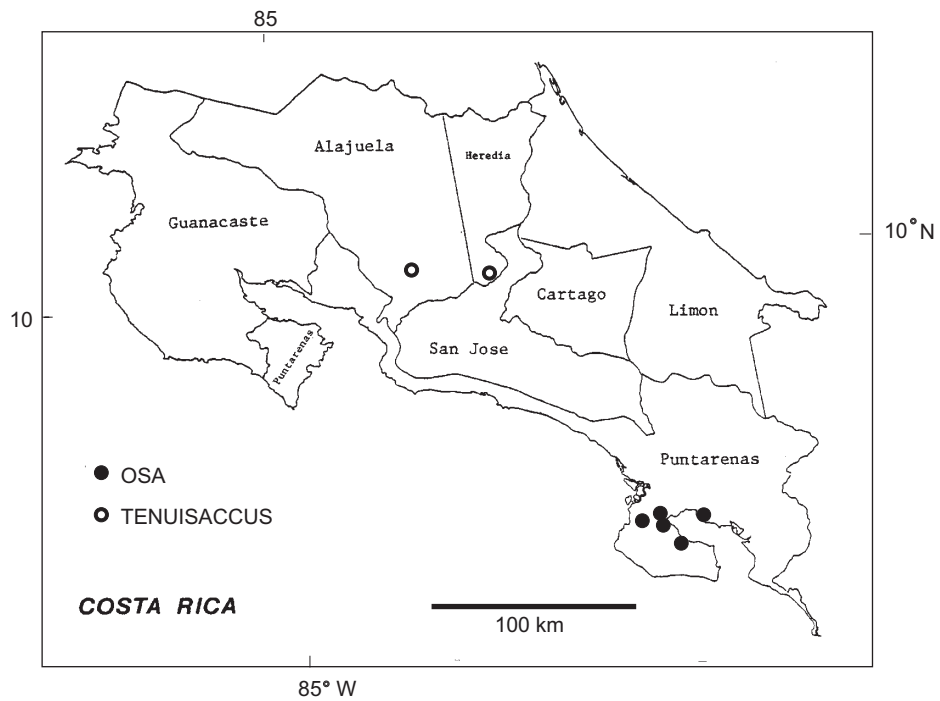 85
Alajuela
Heredia
Guanacaste
10° N
Cartago
Limon
10
San Jose
Puntarenas
Puntarenas
OSA
TENUISACCUS
COSTA RICA
100 km
85° W